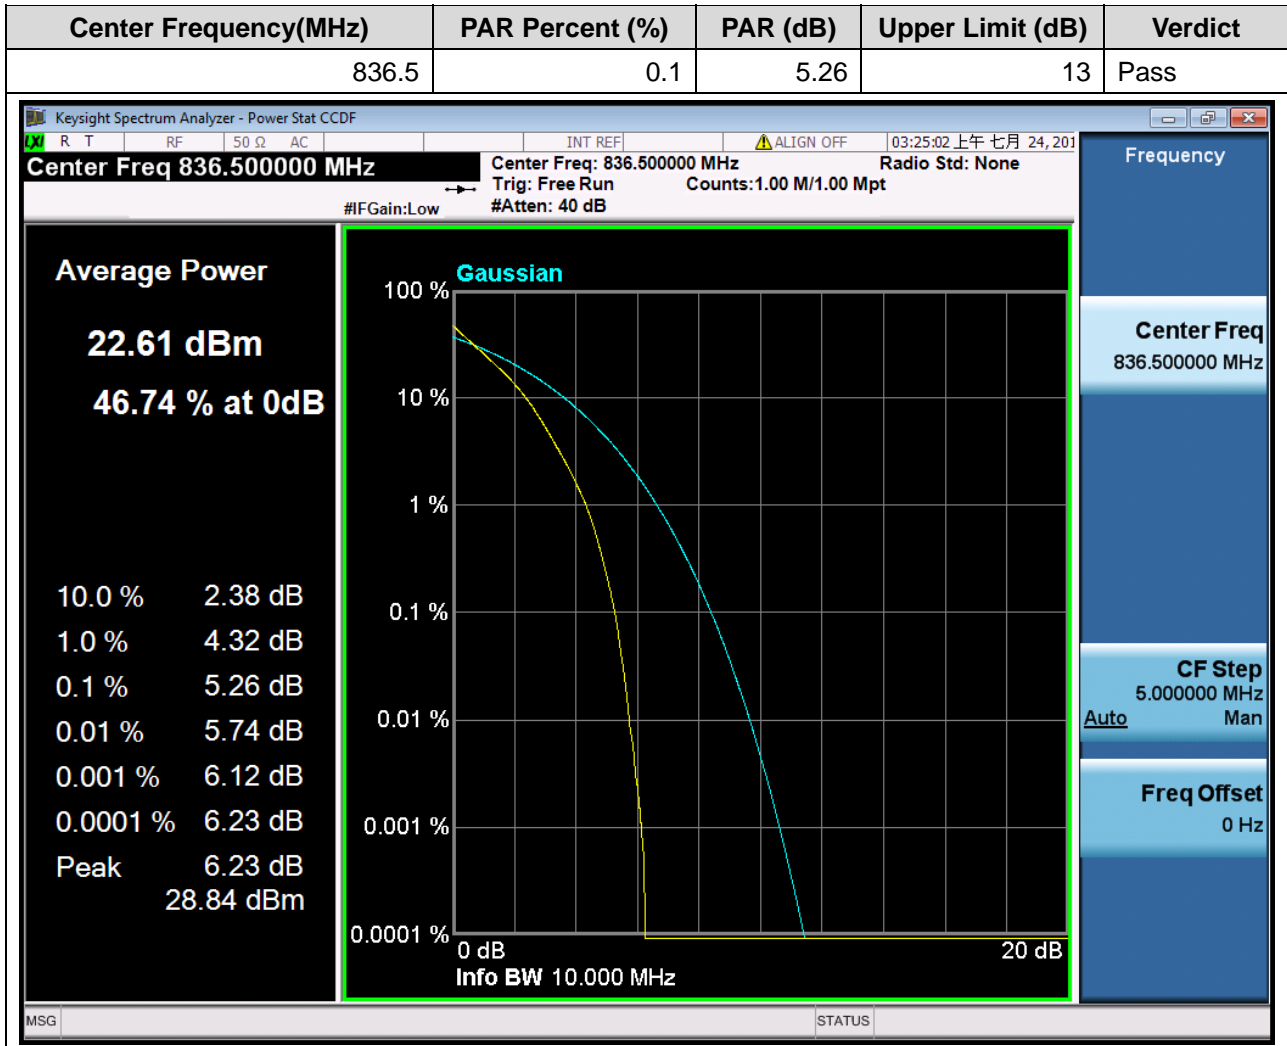 Center Frequency(MHz) PAR Percent (%) PAR (dB) Upper Limit (dB) Verdict
836.5 0.1 5.26 13 Pass
Keysight Spectrum Analyzer - Power Stat CCDF
LXI R T RF 50 Ω AC INT REF ALIGN OFF 03:25:02 上午 七月 24, 201
Center Freq 836.500000 MHz
Center Freq: 836.500000 MHz Radio Std: None
Trig: Free Run Counts:1.00 M/1.00 Mpt
#IFGain:Low #Atten: 40 dB
Average Power
22.61 dBm
46.74 % at 0dB
10.0 % 2.38 dB
1.0 % 4.32 dB
0.1 % 5.26 dB
0.01 % 5.74 dB
0.001 % 6.12 dB
0.0001 % 6.23 dB
Peak 6.23 dB
28.84 dBm
Gaussian
100 %
10 %
1 %
0.1 %
0.01 %
0.001 %
0.0001 %
0 dB 20 dB
Info BW 10.000 MHz
Frequency
Center Freq
836.500000 MHz
CF Step
5.000000 MHz
Auto Man
Freq Offset
0 Hz
MSG STATUS